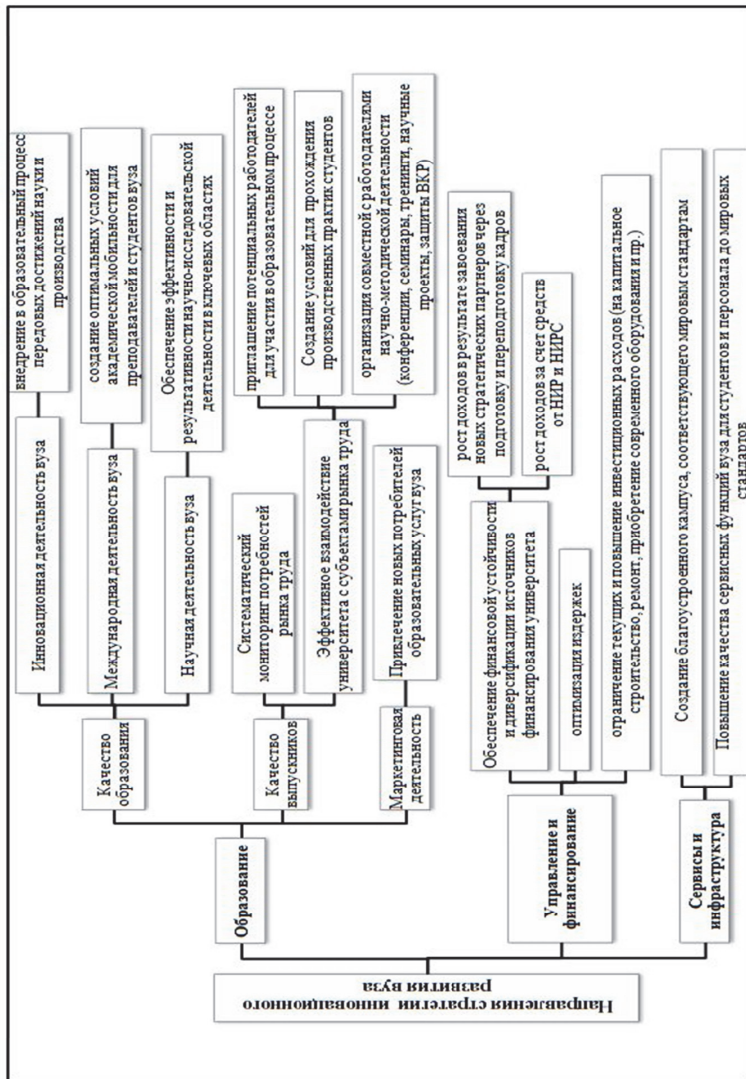 Направления стратегии инновационного
развития вуза
Образование
Качество
образования
Инновационная деятельность вуза
внедрение в образовательный процесс
передовых достижений науки и
производства
Международная деятельность вуза
создание оптимальных условий
академической мобильности для
преподавателей и студентов вуза
Научная деятельность вуза
Обеспечение эффективности и
результативности научно-исследовательской
деятельности в ключевых областях
Качество
выпускников
Систематический
мониторинг потребностей
рынка труда
Эффективное взаимодействие
университета с субъектами рынка труда
приглашение потенциальных работодателей
для участия в образовательном процессе
Создание условий для прохождения
производственных практик студентов
организация совместной с работодателями
научно-методической деятельности
(конференции, семинары, тренинги, научные
проекты, защиты ВКР)
Маркетинговая
деятельность
Привлечение новых потребителей
образовательных услуг вуза
Управление и
финансирование
Обеспечение финансовой устойчивости
и диверсификации источников
финансирования университета
рост доходов в результате завоевания
новых стратегических партнеров через
подготовку и переподготовку кадров
рост доходов за счет средств
от НИР и НИРС
оптимизация издержек
ограничение текущих и повышение инвестиционных расходов (на капитальное
строительство, ремонт, приобретение современного оборудования и пр.)
Сервисы и
инфраструктура
Создание благоустроенного кампуса, соответствующего мировым стандартам
Повышение качества сервисных функций вуза для студентов и персонала до мировых
стандартов